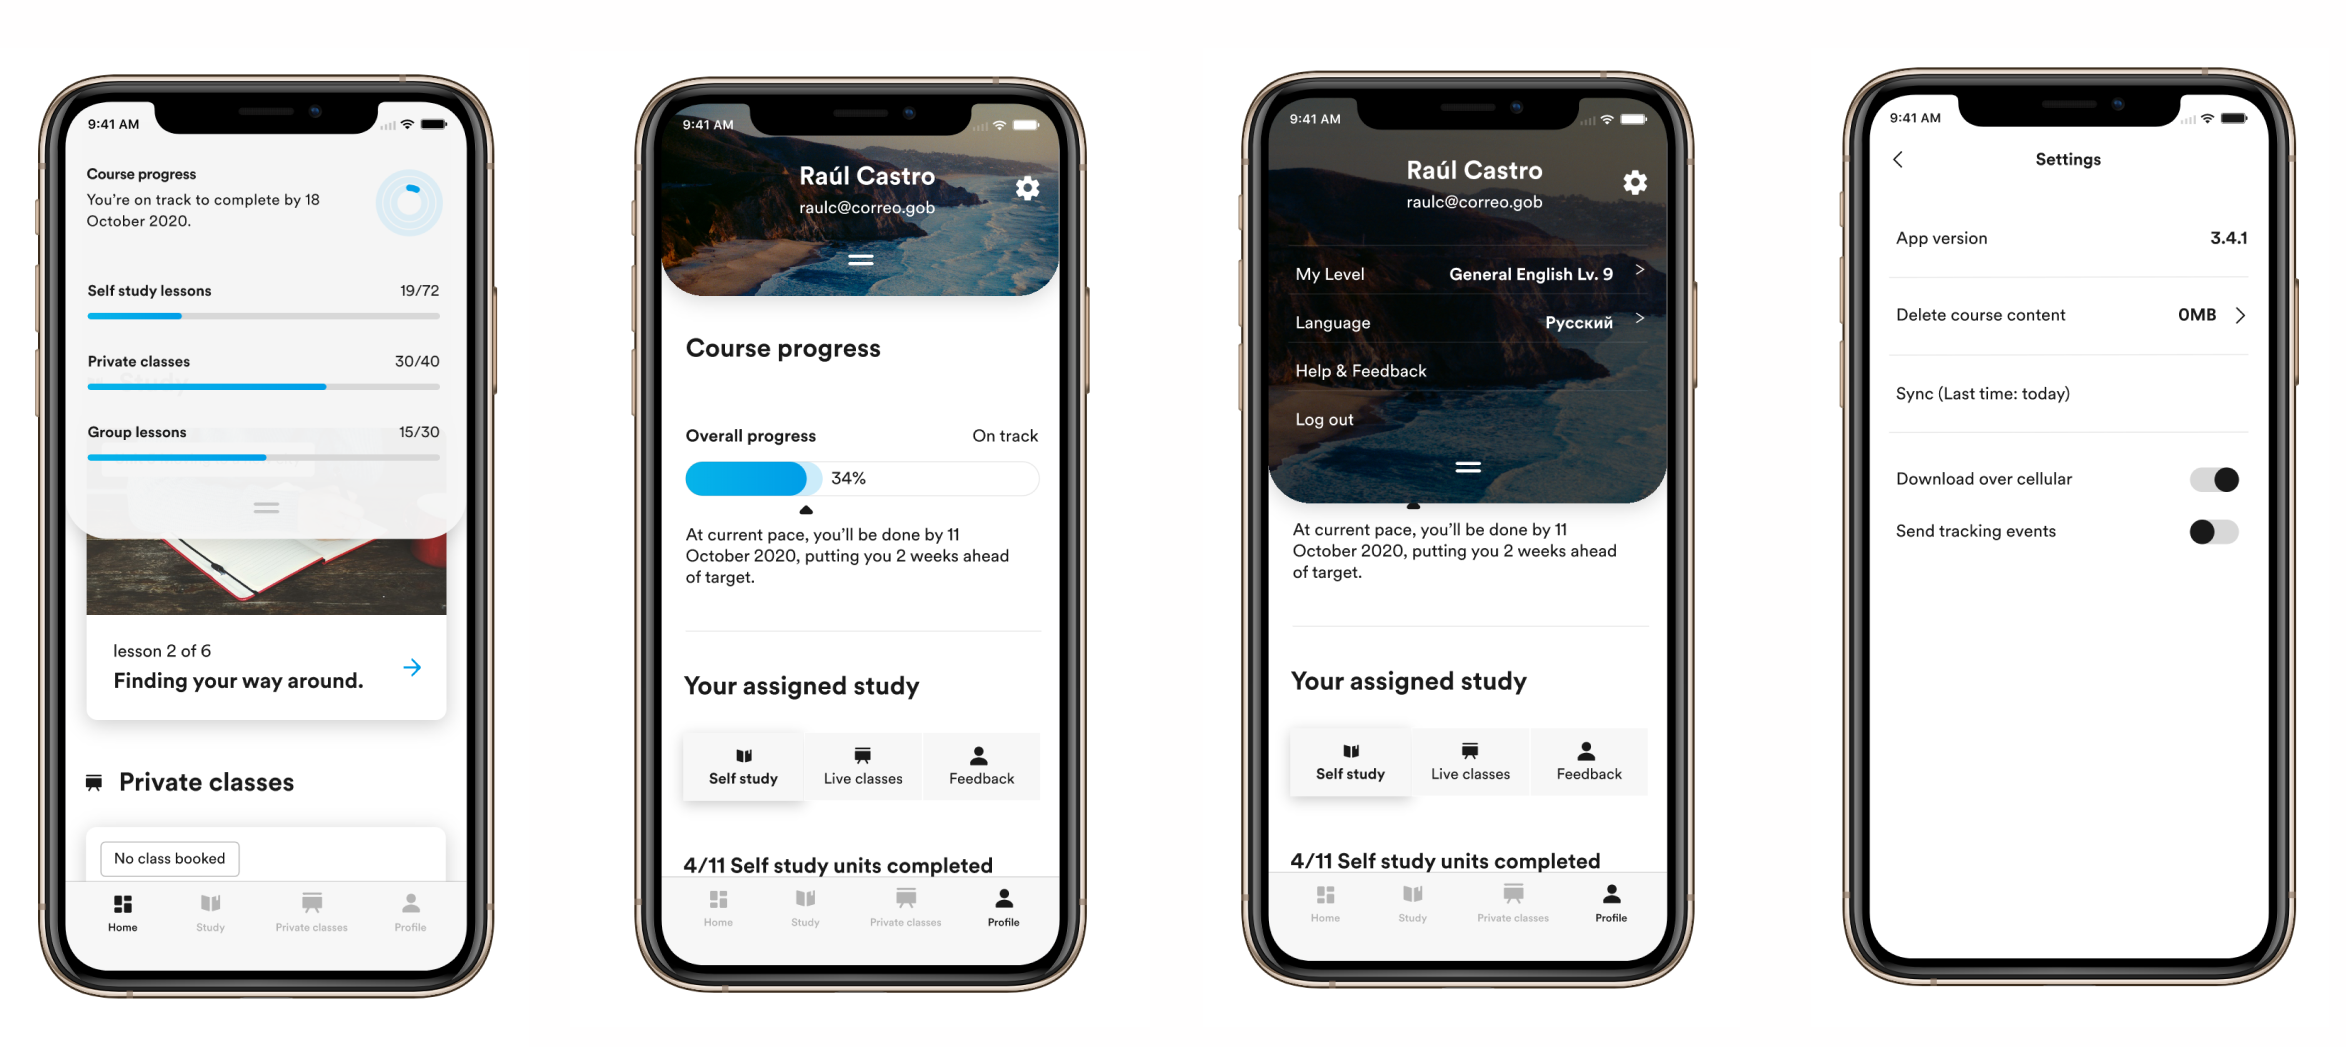 9:41 AM
Course progress
You're on track to complete by 18
October 2020.
Self study lessons 19/72
Private classes 30/40
Study
Group lessons 15/30
lesson 2 of 6
Finding your way around.
Private classes
No class booked
Home Study Private classes Profile
9:41 AM
Raúl Castro
raulc@correo.gob
Course progress
Overall progress On track
34%
At current pace, you'll be done by 11
October 2020, putting you 2 weeks ahead
of target.
Your assigned study
Self study Live classes Feedback
4/11 Self study units completed
Home Study Private classes Profile
9:41 AM
Raúl Castro
raulc@correo.gob
My Level General English Lv. 9
Language Русский
Help & Feedback
Log out
At current pace, you'll be done by 11
October 2020, putting you 2 weeks ahead
of target.
Your assigned study
Self study Live classes Feedback
4/11 Self study units completed
Home Study Private classes Profile
9:41 AM
Settings
App version 3.4.1
Delete course content 0MB
Sync (Last time: today)
Download over cellular
Send tracking events